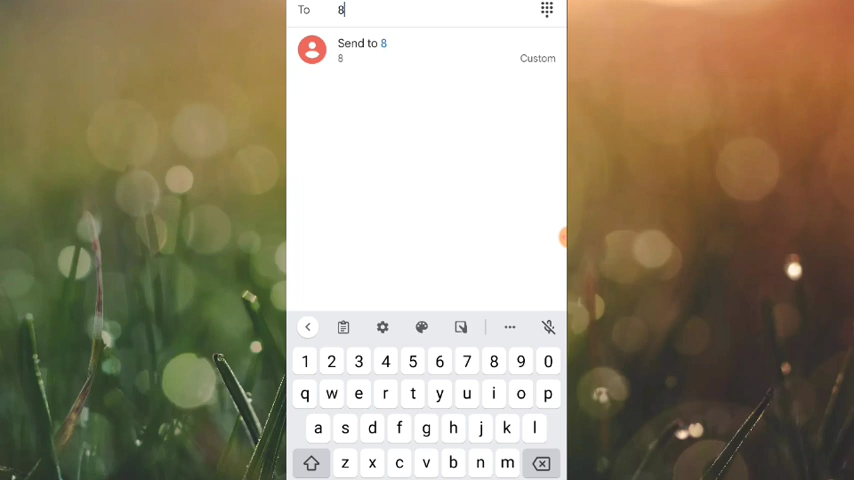 To 8
Send to 8
8 Custom
1 2 3 4 5 6 7 8 9 0
q w e r t y u i o p
a s d f g h j k l
z x c v b n m